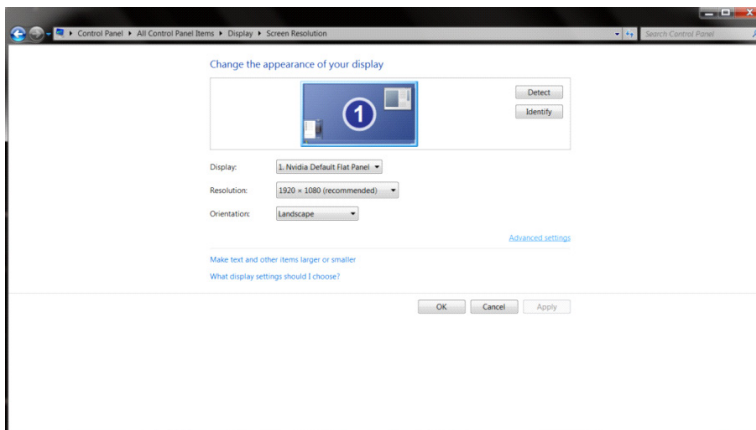 Control Panel ▸ All Control Panel Items ▸ Display ▸ Screen Resolution
Search Control Panel
Change the appearance of your display
1
Detect
Identify
Display: 1. Nvidia Default Flat Panel
Resolution: 1920 × 1080 (recommended)
Orientation: Landscape
Advanced settings
Make text and other items larger or smaller
What display settings should I choose?
OK Cancel Apply